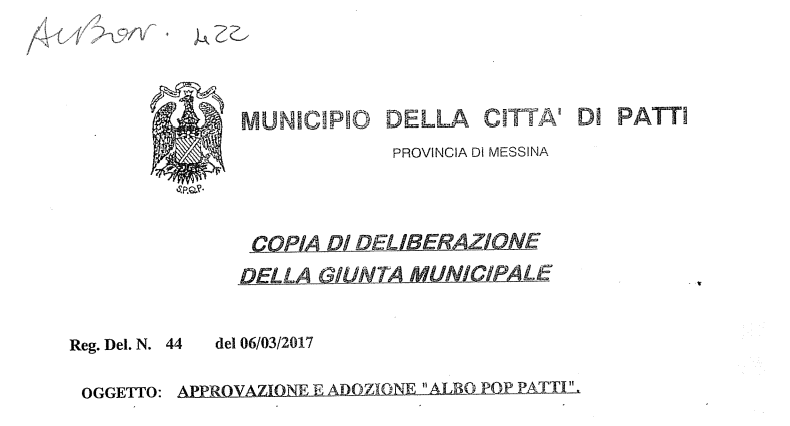 Albo n. 422
MUNICIPIO DELLA CITTA' DI PATTI
PROVINCIA DI MESSINA
S.P.Q.P.
COPIA DI DELIBERAZIONE
DELLA GIUNTA MUNICIPALE
Reg. Del. N. 44 del 06/03/2017
OGGETTO: APPROVAZIONE E ADOZIONE "ALBO POP PATTI".